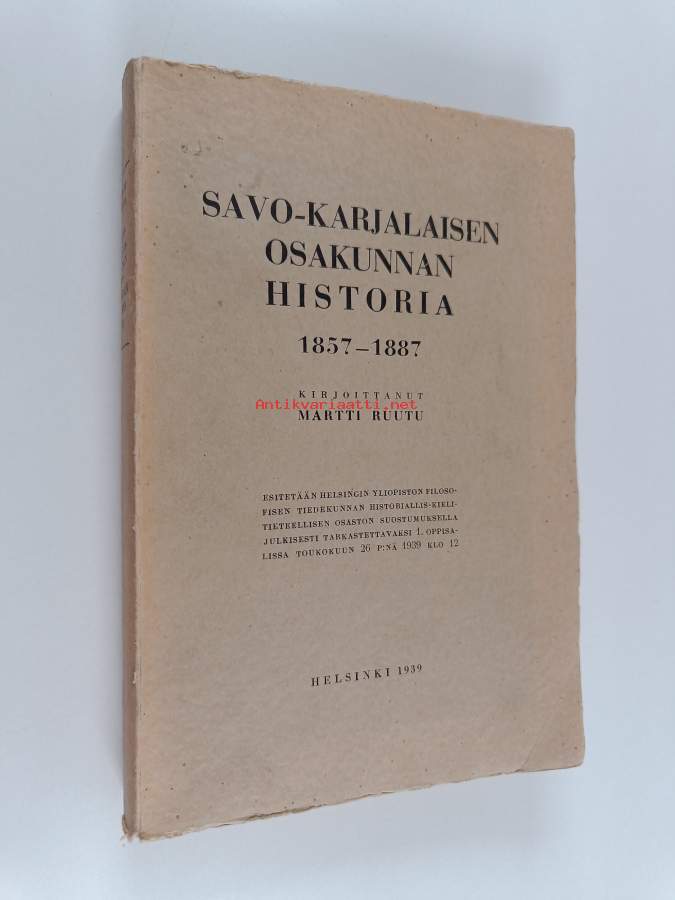 SAVO-KARJALAISEN
OSAKUNNAN
HISTORIA
1857–1887
KIRJOITTANUT
Antikvariaatti.net
MARTTI RUUTU
ESITETÄÄN HELSINGIN YLIOPISTON FILOSO-
FISEN TIEDEKUNNAN HISTORIALLIS-KIELI-
TIETEELLISEN OSASTON SUOSTUMUKSELLA
JULKISESTI TARKASTETTAVAKSI 1. OPPISA-
LISSA TOUKOKUUN 26 P:NÄ 1939 KLO 12
HELSINKI 1939